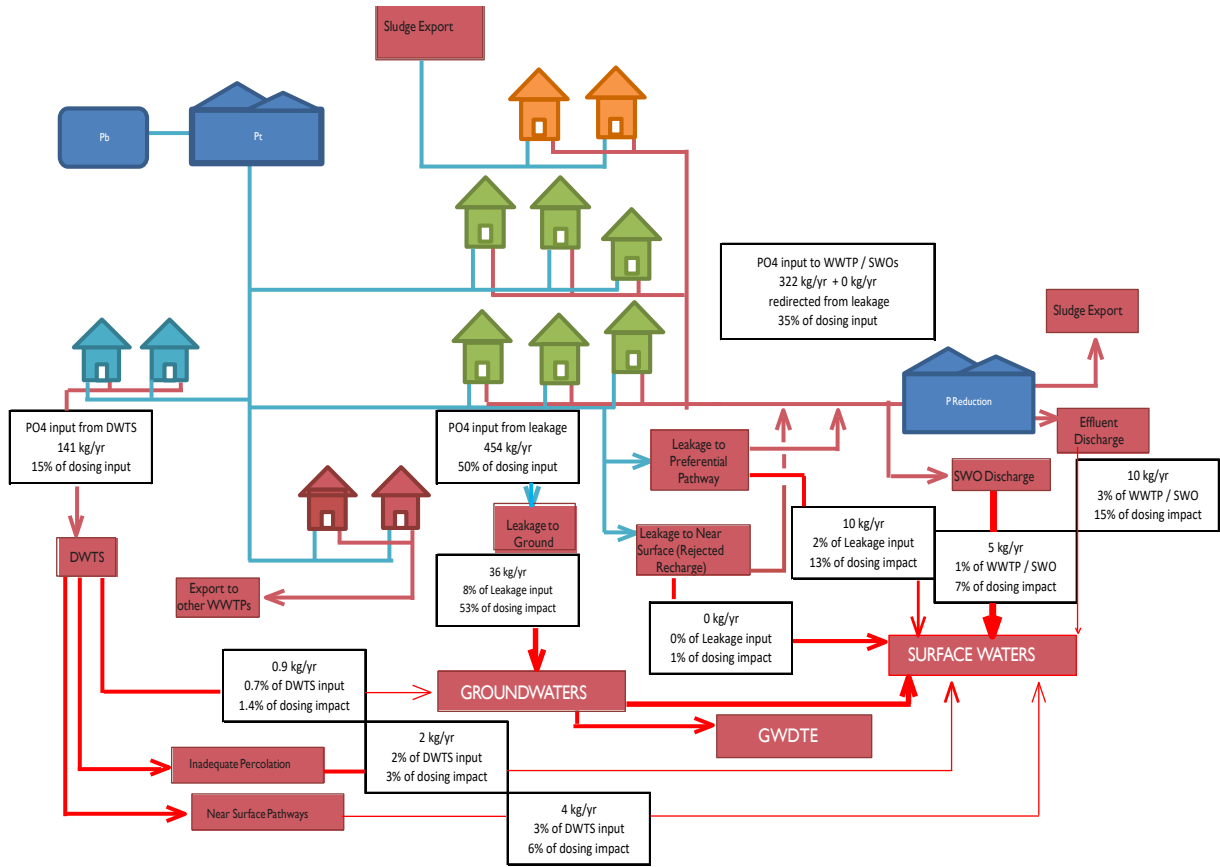 Sludge Export
Pb
Pt
PO4 input to WWTP / SWOs
322 kg/yr + 0 kg/yr
redirected from leakage
35% of dosing input
Sludge Export
P Reduction
Effluent
Discharge
PO4 input from DWTS
141 kg/yr
15% of dosing input
PO4 input from leakage
454 kg/yr
50% of dosing input
Leakage to
Preferential
Pathway
SWO Discharge
10 kg/yr
3% of WWTP / SWO
15% of dosing impact
DWTS
Leakage to
Ground
Leakage to Near
Surface (Rejected
Recharge)
10 kg/yr
2% of Leakage input
13% of dosing impact
5 kg/yr
1% of WWTP / SWO
7% of dosing impact
Export to
other WWTPs
36 kg/yr
8% of Leakage input
53% of dosing impact
0 kg/yr
0% of Leakage input
1% of dosing impact
SURFACE WATERS
0.9 kg/yr
0.7% of DWTS input
1.4% of dosing impact
GROUNDWATERS
GWDTE
Inadequate Percolation
2 kg/yr
2% of DWTS input
3% of dosing impact
Near Surface Pathways
4 kg/yr
3% of DWTS input
6% of dosing impact